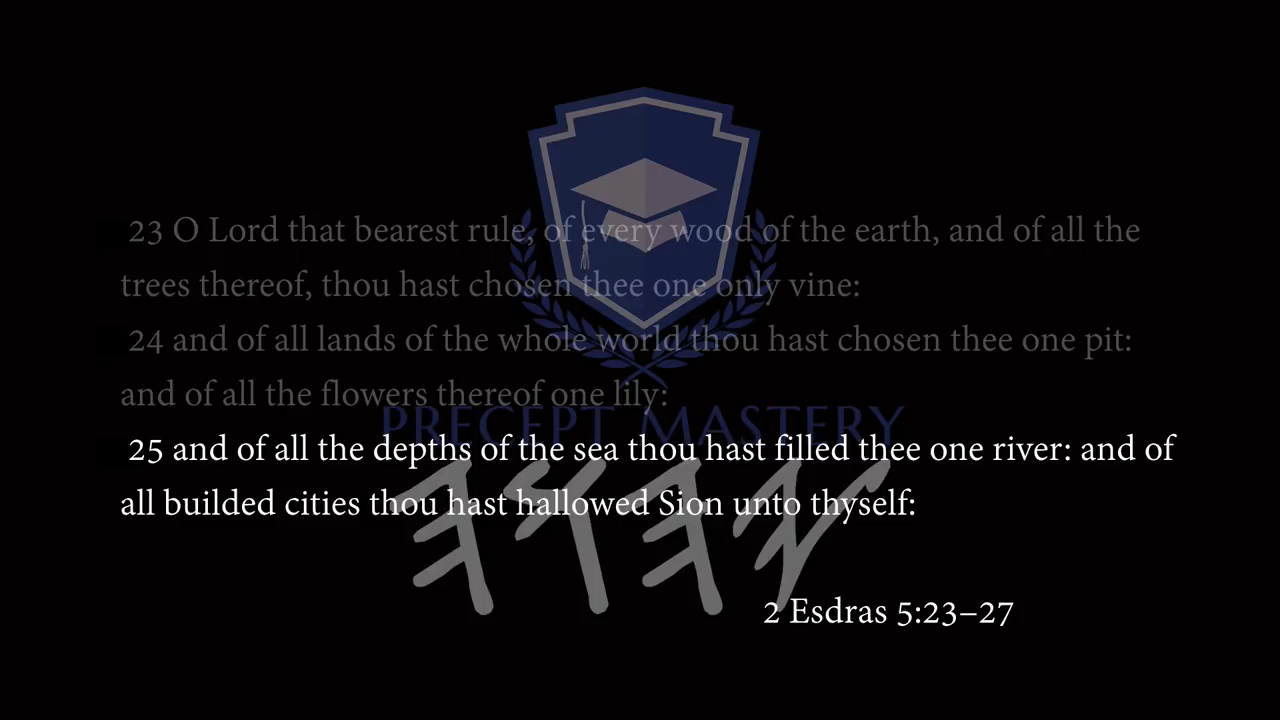 23 O Lord that bearest rule, of every wood of the earth, and of all the
trees thereof, thou hast chosen thee one only vine:
24 and of all lands of the whole world thou hast chosen thee one pit:
and of all the flowers thereof one lily:
PRECEPT MASTERY
25 and of all the depths of the sea thou hast filled thee one river: and of
all builded cities thou hast hallowed Sion unto thyself:
𐤉𐤄𐤅𐤄
2 Esdras 5:23–27